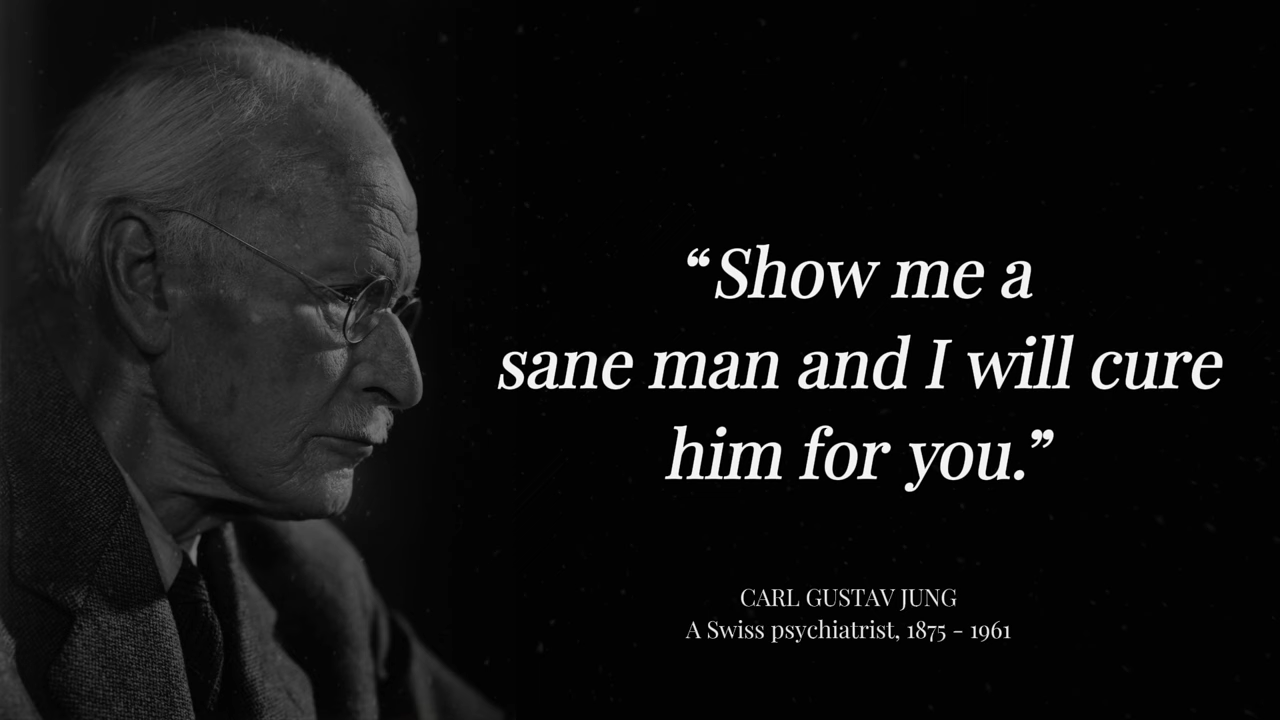 “Show me a
sane man and I will cure
him for you.”
CARL GUSTAV JUNG
A Swiss psychiatrist, 1875 - 1961